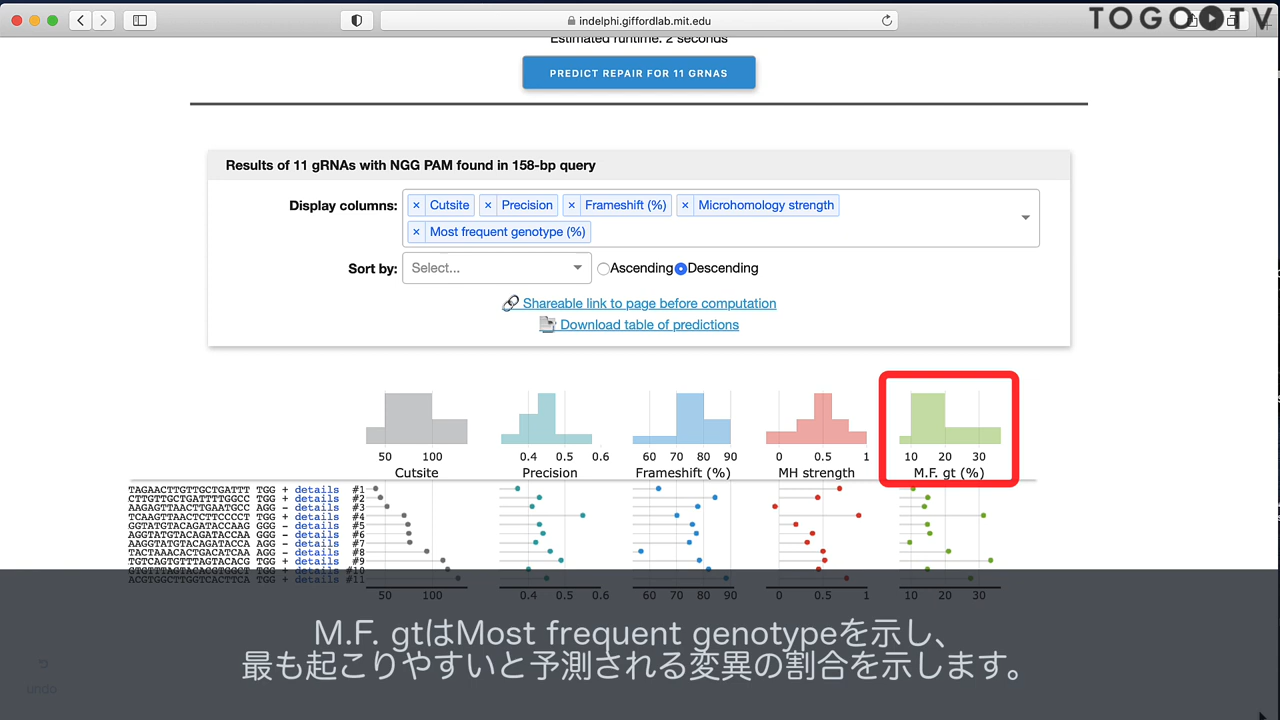 indelphi.giffordlab.mit.edu
TOGO TV
Estimated runtime: 2 seconds
PREDICT REPAIR FOR 11 GRNAS
Results of 11 gRNAs with NGG PAM found in 158-bp query
Display columns: × Cutsite × Precision × Frameshift (%) × Microhomology strength
× Most frequent genotype (%)
Sort by: Select... Ascending Descending
Shareable link to page before computation
Download table of predictions
50 100 0.4 0.5 0.6 60 70 80 90 0 0.5 1 10 20 30
Cutsite Precision Frameshift (%) MH strength M.F. gt (%)
TAGAACTTGTTGCTGATTT TGG + details #1
CTTGTTGCTGATTTTGGCC TGG + details #2
AAGAGTTAACTTGAATGCC AGG - details #3
TCAAGTTAACTCTTCCCCT TGG + details #4
GGTATGTACAGATACCAAG GGG - details #5
AGGTATGTACAGATACCAA GGG - details #6
AAGGTATGTACAGATACCA AGG - details #7
TACTAAACACTGACATCAA AGG - details #8
TGTCAGTGTTTAGTACACG TGG + details #9
GTGTTTAGTACACGTGGCT TGG + details #10
ACGTGGCTTGGTCACTTCA TGG + details #11
50 100 0.4 0.5 0.6 60 70 80 90 0 0.5 1 10 20 30
M.F. gtはMost frequent genotypeを示し、
最も起こりやすいと予測される変異の割合を示します。
undo